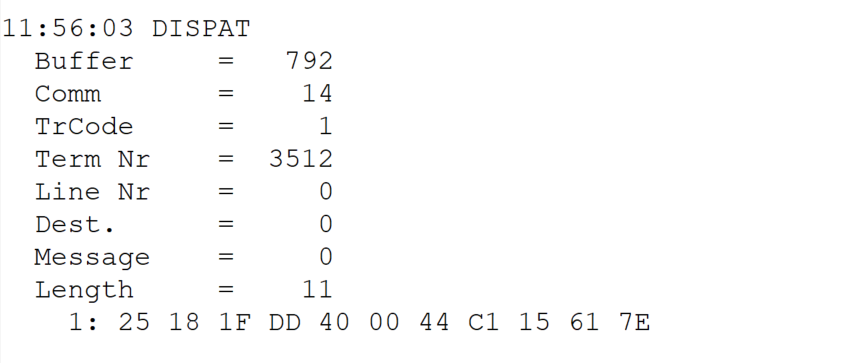 11:56:03 DISPAT
Buffer = 792
Comm = 14
TrCode = 1
Term Nr = 3512
Line Nr = 0
Dest. = 0
Message = 0
Length = 11
1: 25 18 1F DD 40 00 44 C1 15 61 7E